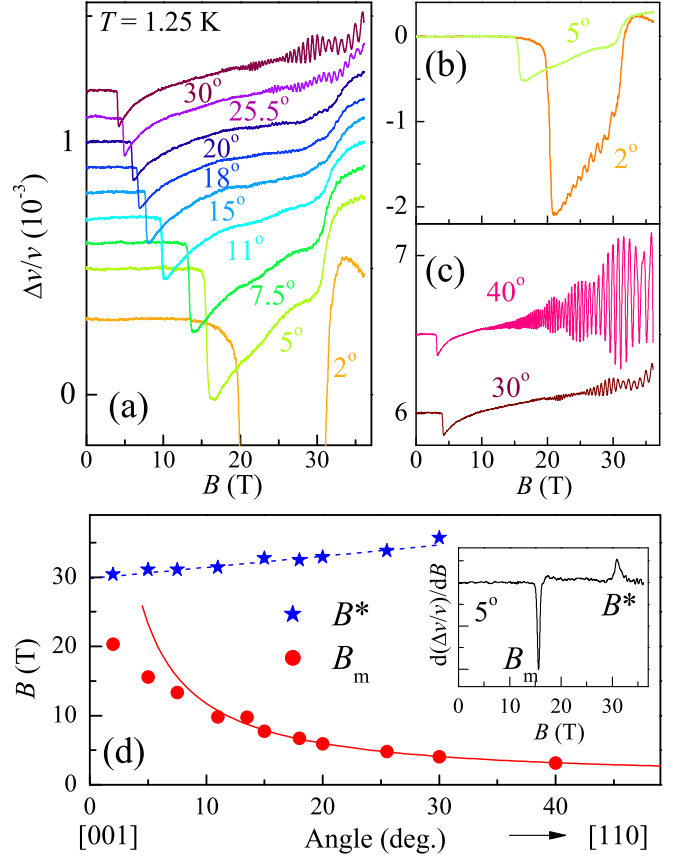 T = 1.25 K
30°
25.5°
20°
18°
15°
11°
7.5°
5°
2°
(a)
Δv/v (10⁻³)
1
0
0 10 20 30
B (T)
(b)
5°
2°
0
-1
-2
(c)
40°
30°
7
6
0 10 20 30
B (T)
(d)
B*
B_m
B (T)
30
20
10
0
0 10 20 30 40
[001] Angle (deg.) [110]
d(Δv/v)/dB
5°
B_m
B*
0 10 20 30
B (T)